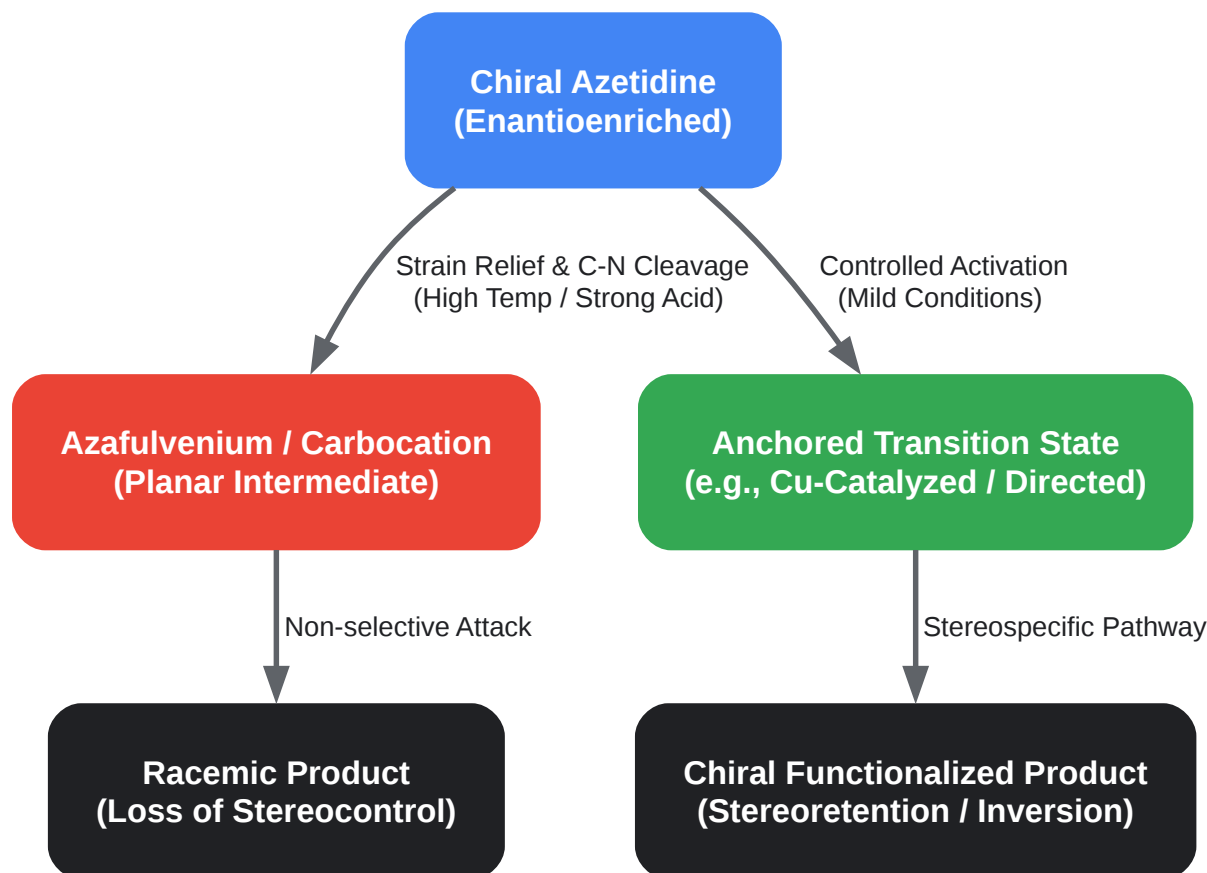 Chiral Azetidine
(Enantioenriched)
Strain Relief & C-N Cleavage
(High Temp / Strong Acid)
Controlled Activation
(Mild Conditions)
Azafulvenium / Carbocation
(Planar Intermediate)
Anchored Transition State
(e.g., Cu-Catalyzed / Directed)
Non-selective Attack
Stereospecific Pathway
Racemic Product
(Loss of Stereocontrol)
Chiral Functionalized Product
(Stereoretention / Inversion)